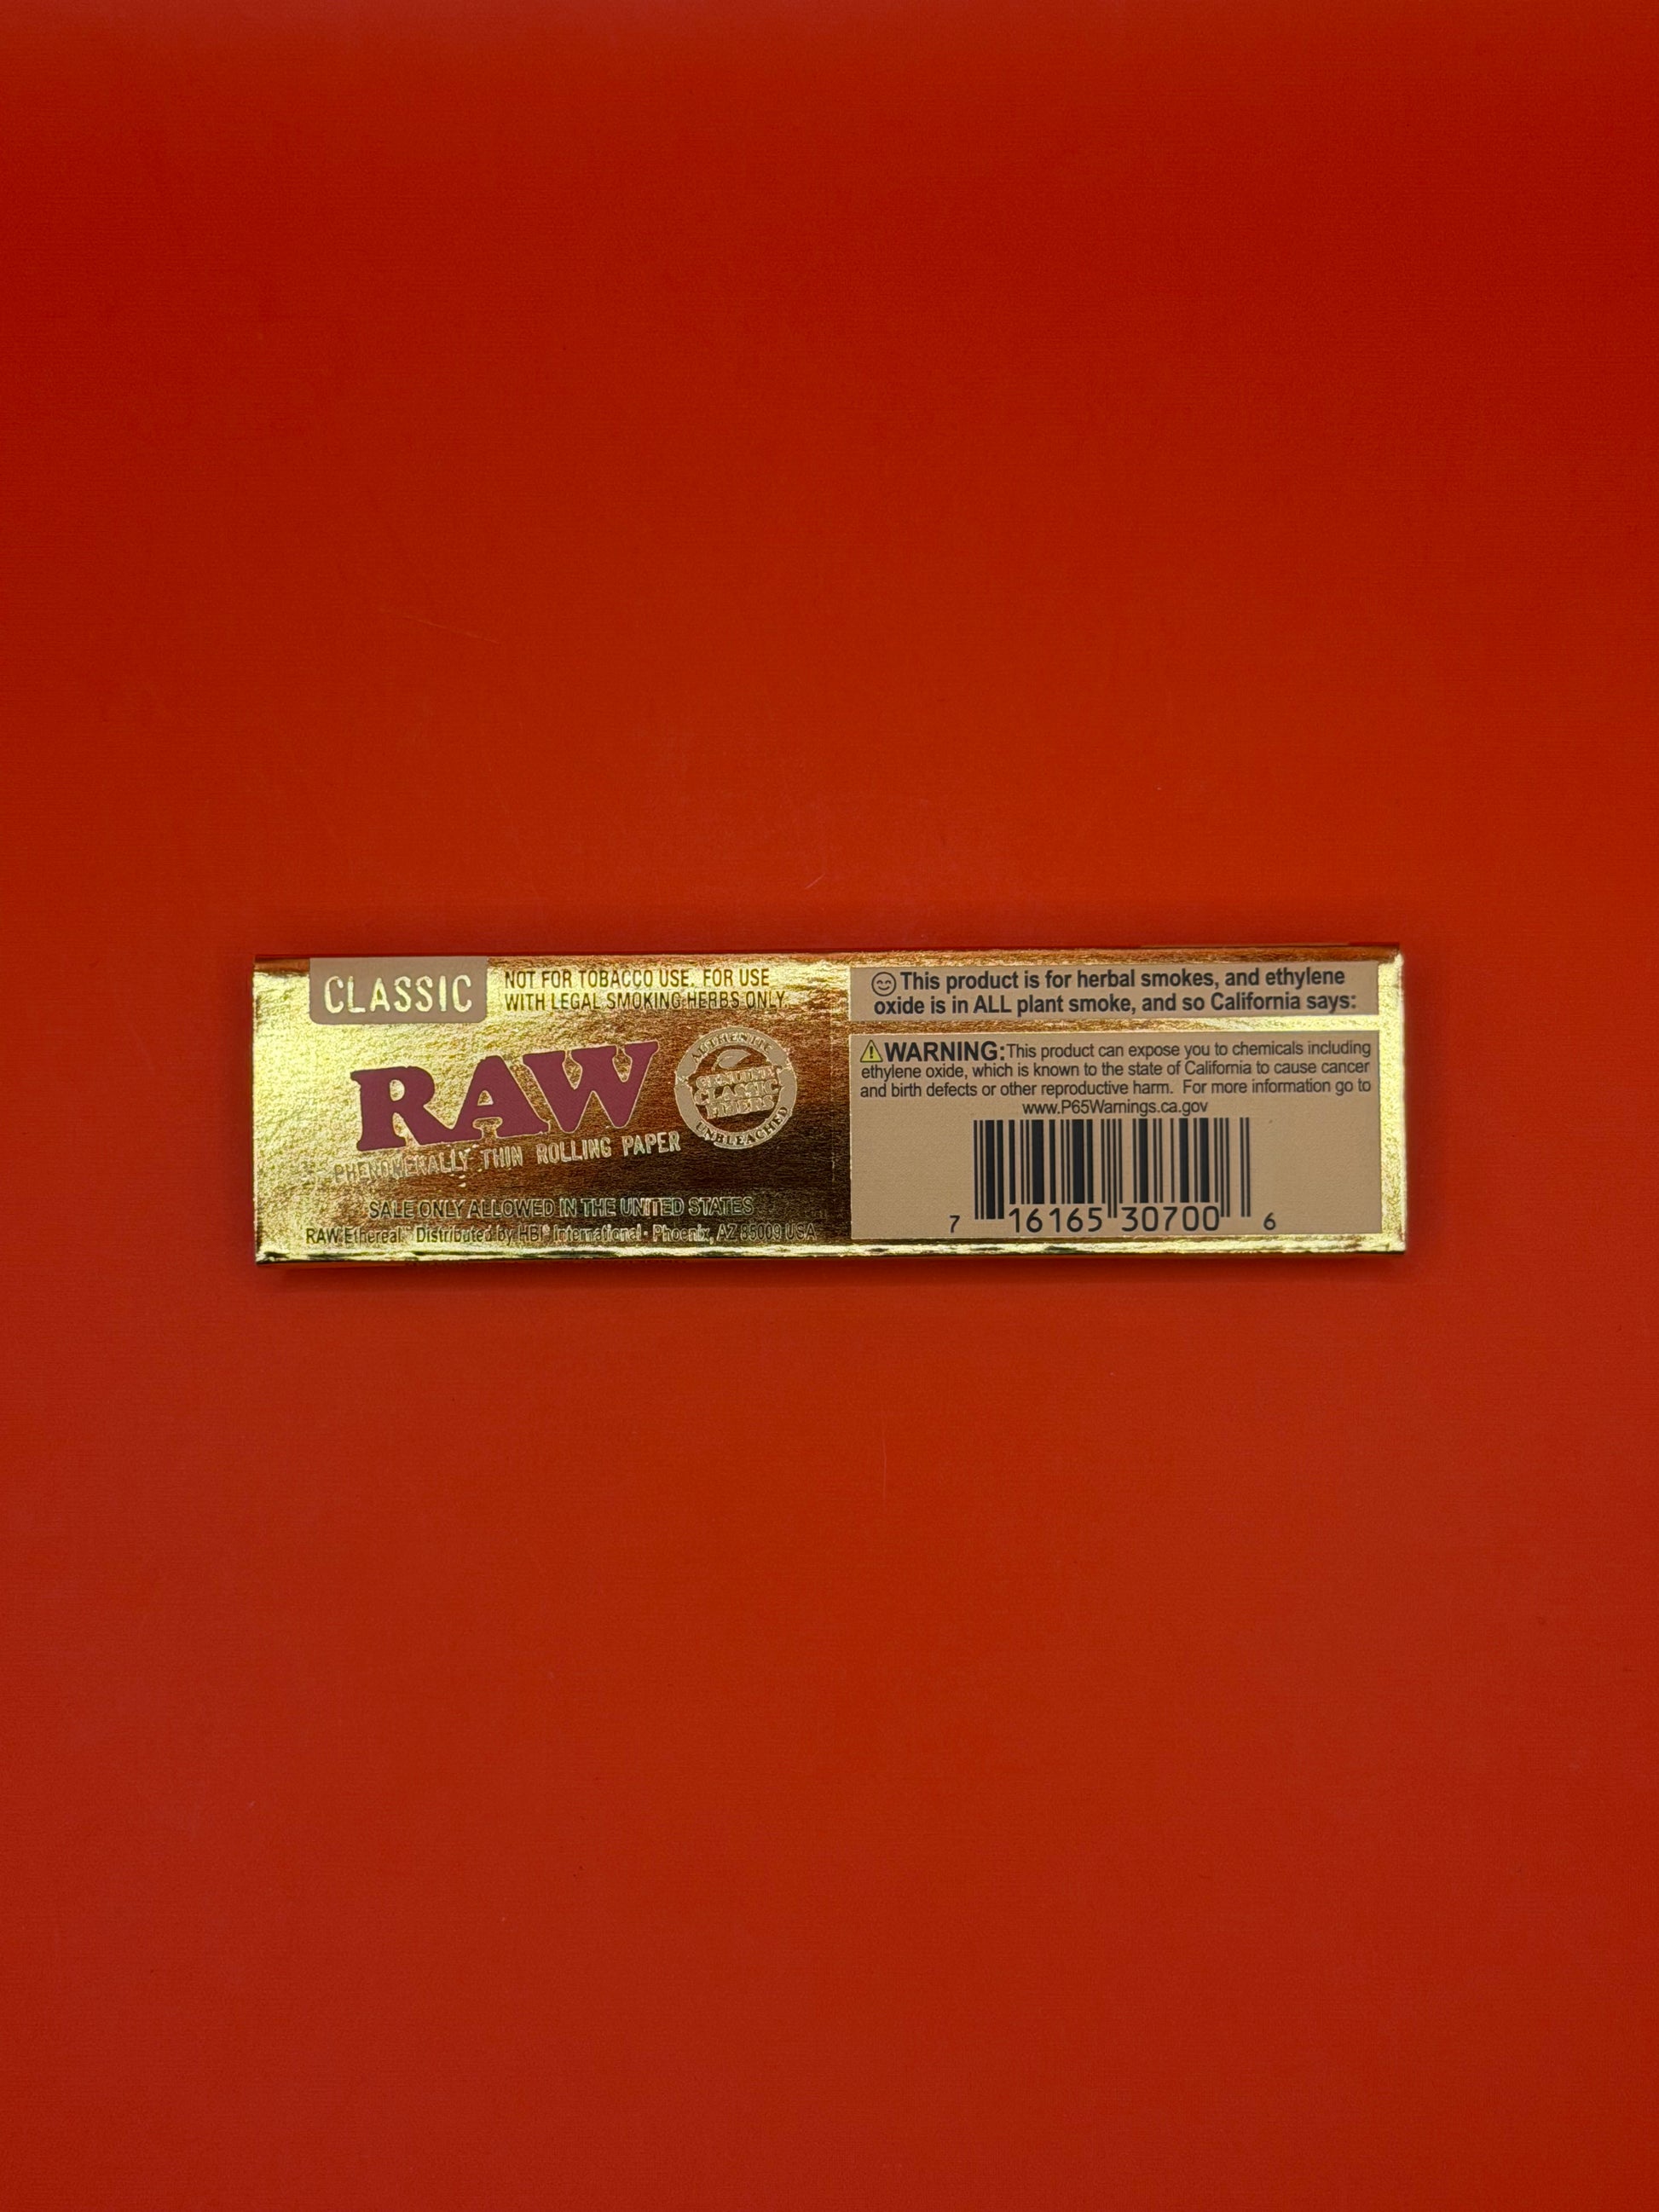 CLASSIC
NOT FOR TOBACCO USE. FOR USE
WITH LEGAL SMOKING HERBS ONLY.
RAW
AUTHENTIC
GENUINE
CLASSIC
FIBERS
UNBLEACHED
PHENOMENALLY THIN ROLLING PAPER
SALE ONLY ALLOWED IN THE UNITED STATES
RAW Ethereal Distributed by HBI® International • Phoenix, AZ 85009 USA
This product is for herbal smokes, and ethylene
oxide is in ALL plant smoke, and so California says:
WARNING: This product can expose you to chemicals including
ethylene oxide, which is known to the state of California to cause cancer
and birth defects or other reproductive harm. For more information go to
www.P65Warnings.ca.gov
7 16165 30700 6